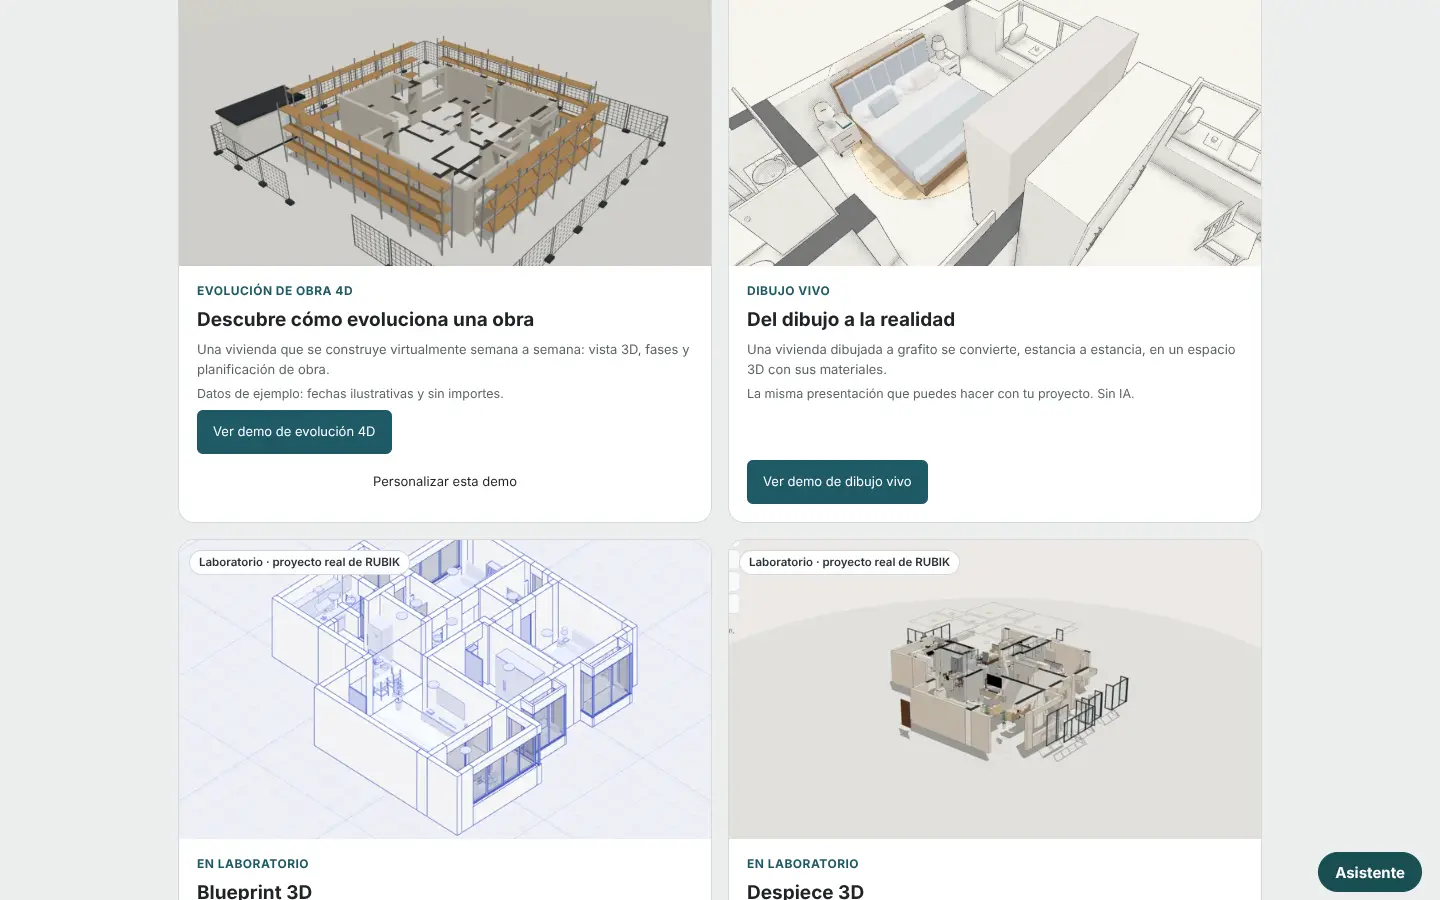 EVOLUCIÓN DE OBRA 4D
Descubre cómo evoluciona una obra
Una vivienda que se construye virtualmente semana a semana: vista 3D, fases y
planificación de obra.
Datos de ejemplo: fechas ilustrativas y sin importes.
Ver demo de evolución 4D
Personalizar esta demo
DIBUJO VIVO
Del dibujo a la realidad
Una vivienda dibujada a grafito se convierte, estancia a estancia, en un espacio
3D con sus materiales.
La misma presentación que puedes hacer con tu proyecto. Sin IA.
Ver demo de dibujo vivo
Laboratorio · proyecto real de RUBIK
EN LABORATORIO
Blueprint 3D
Laboratorio · proyecto real de RUBIK
EN LABORATORIO
Despiece 3D
Asistente